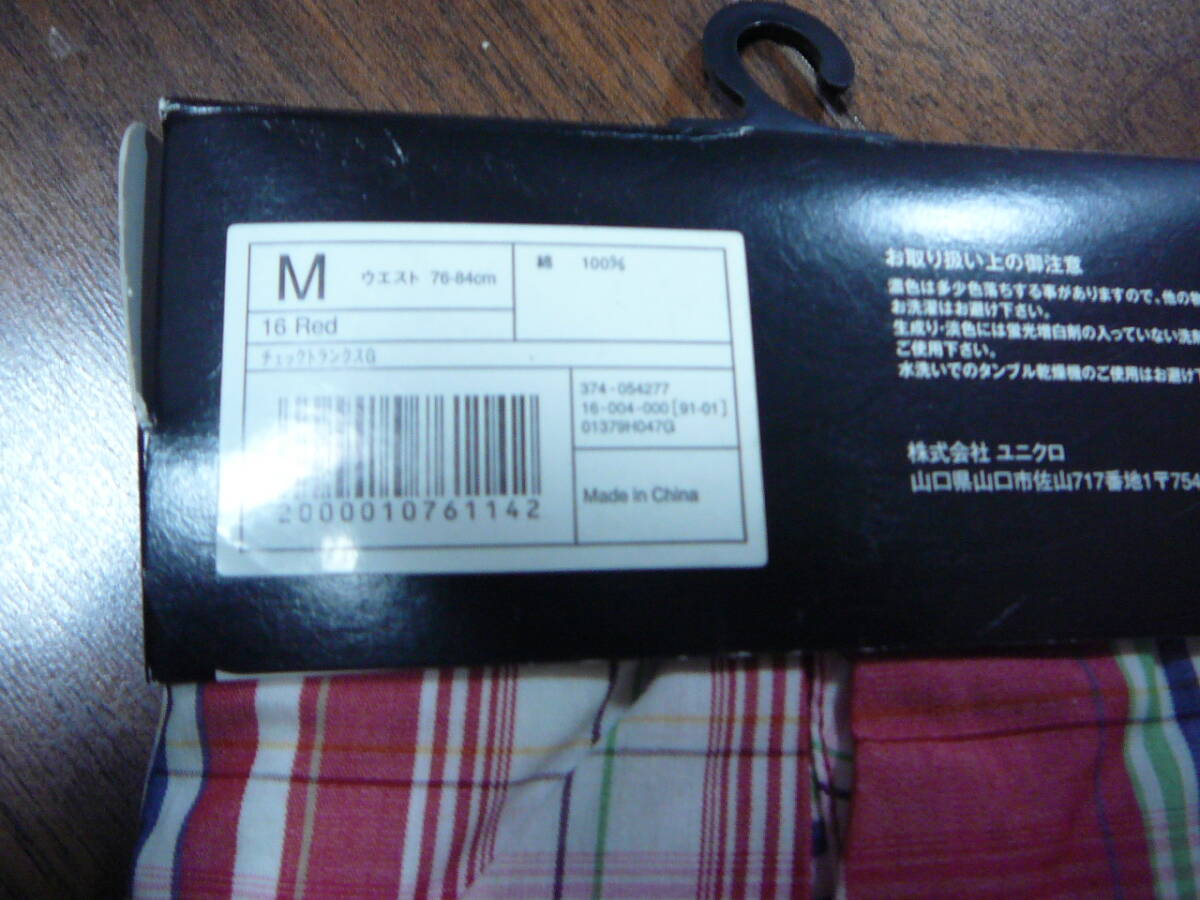 M ウエスト 76-84cm
綿 100%
16 Red
チェックトランクスG
374-054277
16-004-000[91-01]
01379H047G
Made in China
2000010761142
お取り扱い上の御注意
濃色は多少色落ちする事がありますので、他の
お洗濯はお避け下さい。
生成り・淡色には蛍光増白剤の入っていない洗剤
ご使用下さい。
水洗いでのタンブル乾燥機のご使用はお避け下
株式会社 ユニクロ
山口県山口市佐山717番地1〒754